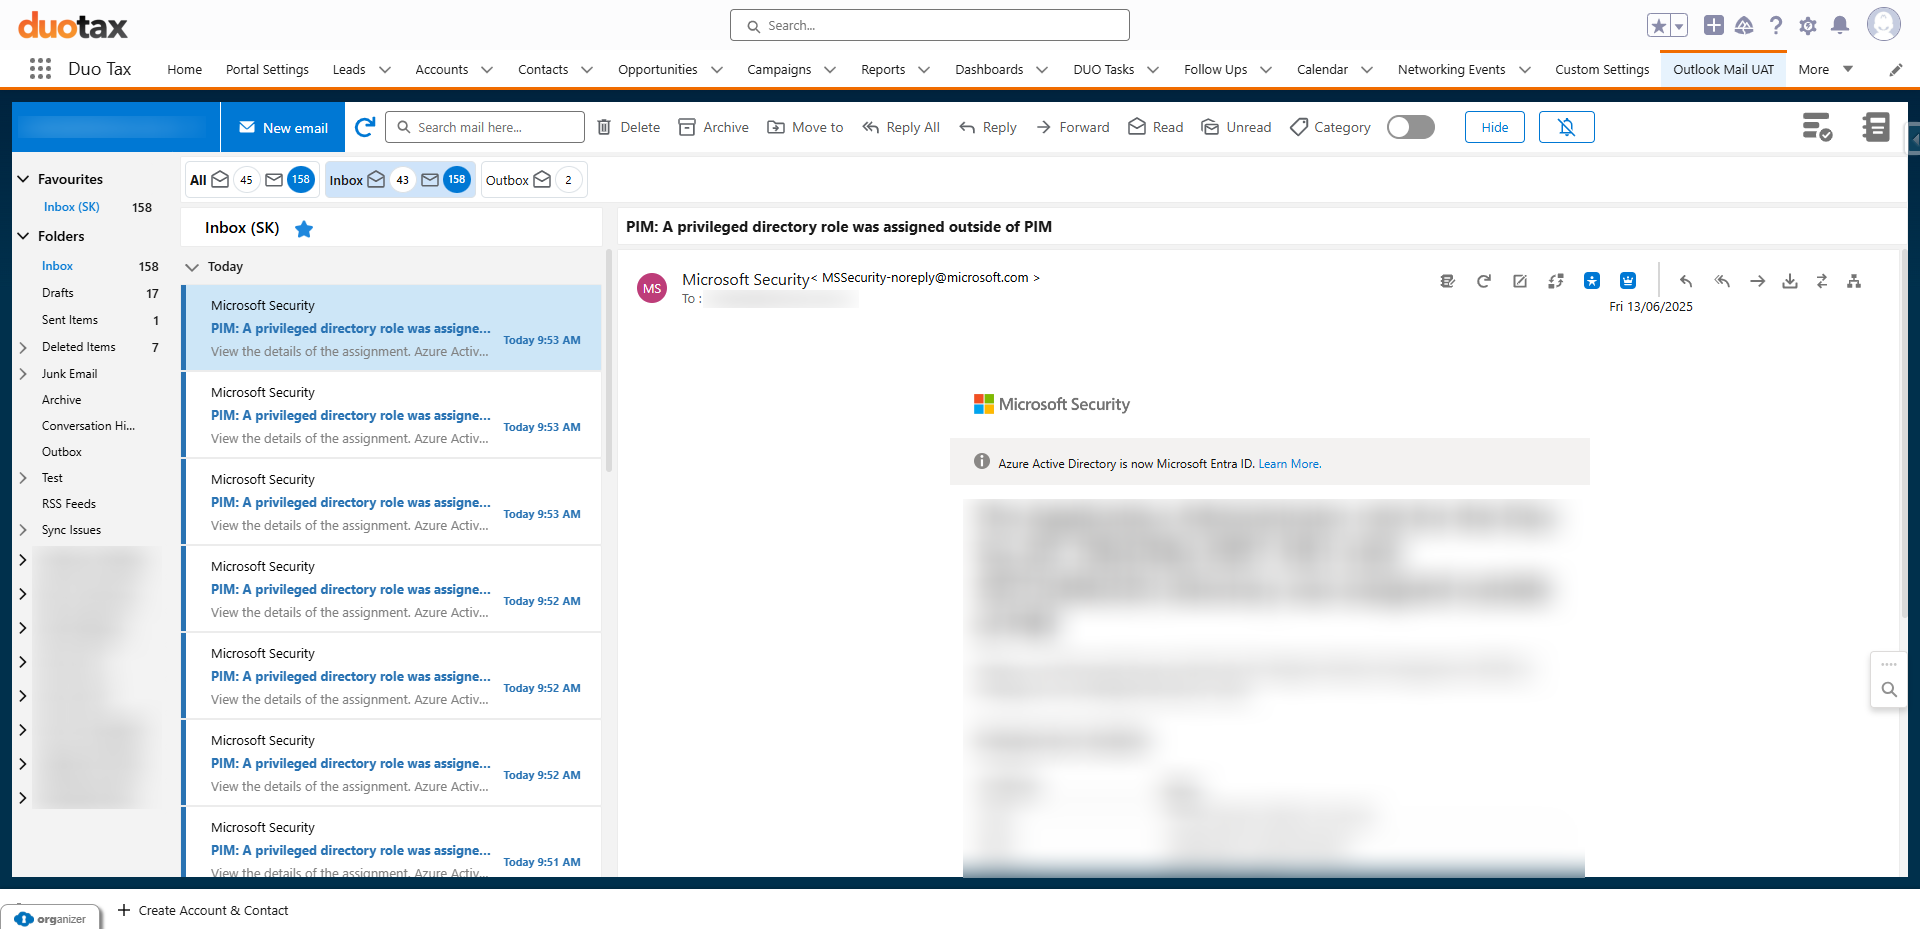 duotax
Search...
Duo Tax
Home
Portal Settings
Leads
Accounts
Contacts
Opportunities
Campaigns
Reports
Dashboards
DUO Tasks
Follow Ups
Calendar
Networking Events
Custom Settings
Outlook Mail UAT
More
New email
Search mail here...
Delete
Archive
Move to
Reply All
Reply
Forward
Read
Unread
Category
Hide
Favourites
Inbox (SK) 158
Folders
Inbox 158
Drafts 17
Sent Items 1
Deleted Items 7
Junk Email
Archive
Conversation Hi...
Outbox
Test
RSS Feeds
Sync Issues
All 45 158
Inbox 43 158
Outbox 2
Inbox (SK)
Today
Microsoft Security
PIM: A privileged directory role was assigne...
Today 9:53 AM
View the details of the assignment. Azure Activ...
Microsoft Security
PIM: A privileged directory role was assigne...
Today 9:53 AM
View the details of the assignment. Azure Activ...
Microsoft Security
PIM: A privileged directory role was assigne...
Today 9:53 AM
View the details of the assignment. Azure Activ...
Microsoft Security
PIM: A privileged directory role was assigne...
Today 9:52 AM
View the details of the assignment. Azure Activ...
Microsoft Security
PIM: A privileged directory role was assigne...
Today 9:52 AM
View the details of the assignment. Azure Activ...
Microsoft Security
PIM: A privileged directory role was assigne...
Today 9:52 AM
View the details of the assignment. Azure Activ...
Microsoft Security
PIM: A privileged directory role was assigne...
Today 9:51 AM
View the details of the assignment. Azure Activ...
PIM: A privileged directory role was assigned outside of PIM
MS
Microsoft Security< MSSecurity-noreply@microsoft.com >
To :
Fri 13/06/2025
Microsoft Security
Azure Active Directory is now Microsoft Entra ID. Learn More.
organizer
Create Account & Contact